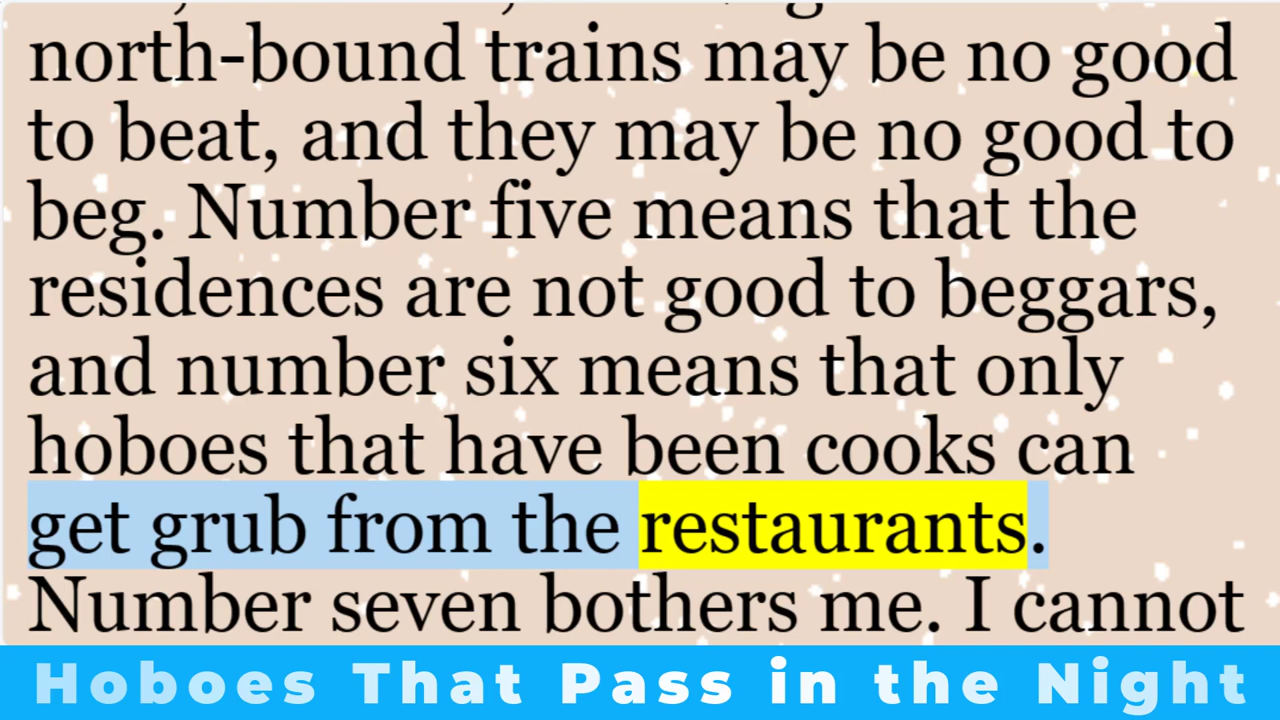 north-bound trains may be no good
to beat, and they may be no good to
beg. Number five means that the
residences are not good to beggars,
and number six means that only
hoboes that have been cooks can
get grub from the restaurants.
Number seven bothers me. I cannot
Hoboes That Pass in the Night